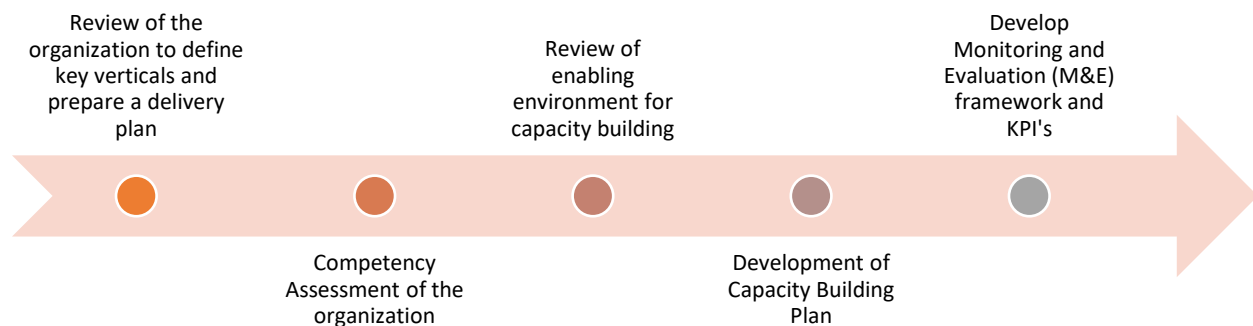 Review of the
organization to define
key verticals and
prepare a delivery
plan
Competency
Assessment of the
organization
Review of
enabling
environment for
capacity building
Development of
Capacity Building
Plan
Develop
Monitoring and
Evaluation (M&E)
framework and
KPI's